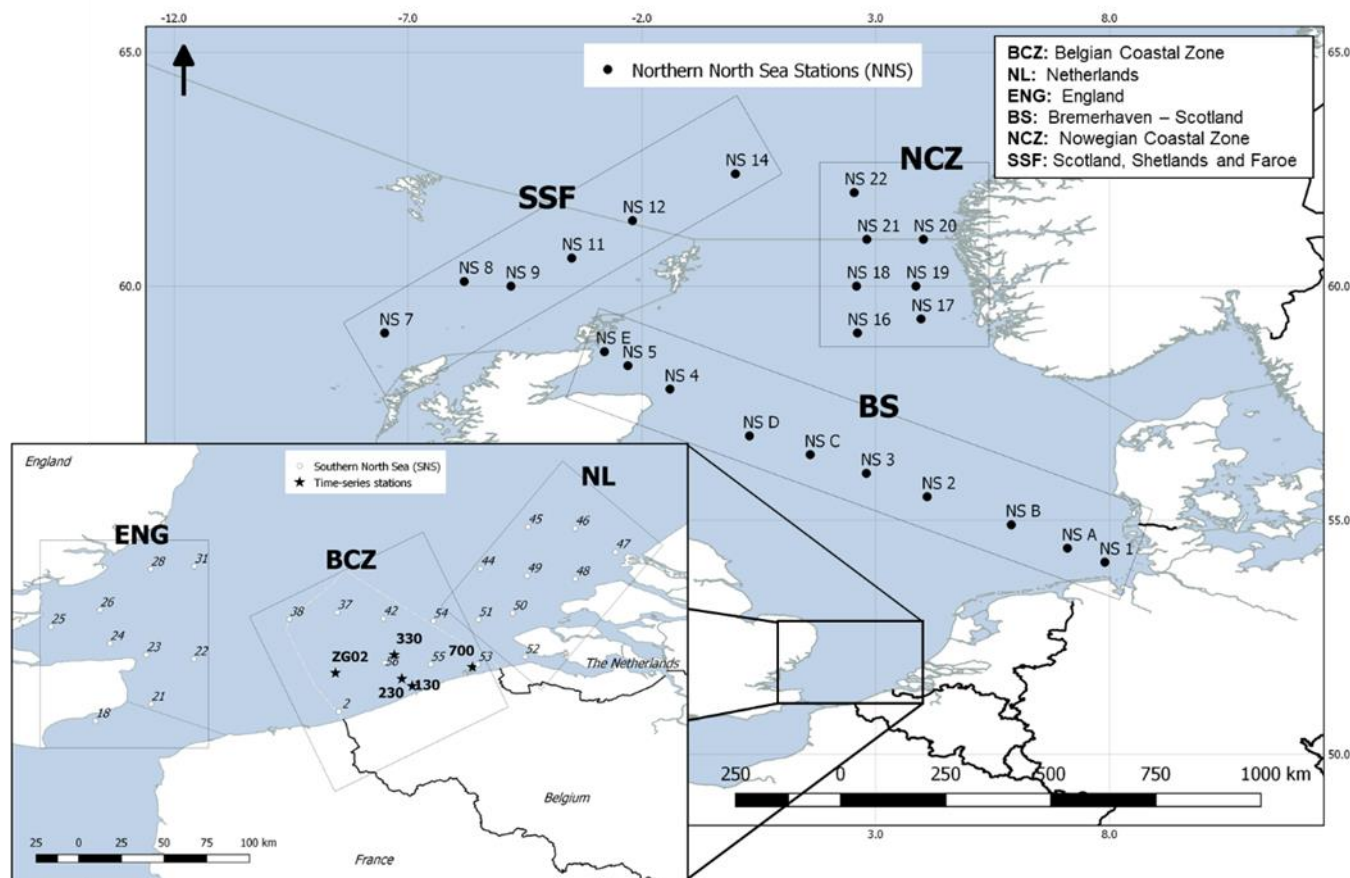 -12.0 -7.0 -2.0 3.0 8.0
65.0 65.0
Northern North Sea Stations (NNS)
BCZ: Belgian Coastal Zone
NL: Netherlands
ENG: England
BS: Bremerhaven – Scotland
NCZ: Nowegian Coastal Zone
SSF: Scotland, Shetlands and Faroe
NS 14
NCZ
NS 22
SSF
NS 12
NS 21 NS 20
NS 11
NS 8
NS 9
NS 18 NS 19
60.0 60.0
NS 7
NS 16
NS 17
NS E
NS 5
NS 4
BS
NS D
NS C
NS 3
NS 2
NS B
NS A
NS 1
55.0
50.0
250 0 250 500 750 1000 km
3.0 8.0
England
Southern North Sea (SNS)
Time-series stations
NL
ENG
BCZ
45 46
47
28 31
44 49 48
26
25
38 37 42 54 51 50
24
23 22
330
700
52
ZG02
56
55
53
The Netherlands
230 130
21
18
2
Belgium
France
25 0 25 50 75 100 km